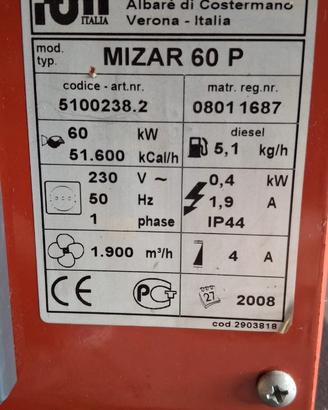 ITALIA
Albarè di Costermano
Verona - Italia
mod.
typ.
MIZAR 60 P
codice - art.nr.
5100238.2
matr. reg.nr.
0801 1687
60 kW
51.600 kCal/h
diesel
5,1 kg/h
230 V ~
50 Hz
1 phase
0,4 kW
1,9 A
IP44
1.900 m³/h
4 A
CE
27
2008
cod 2903818